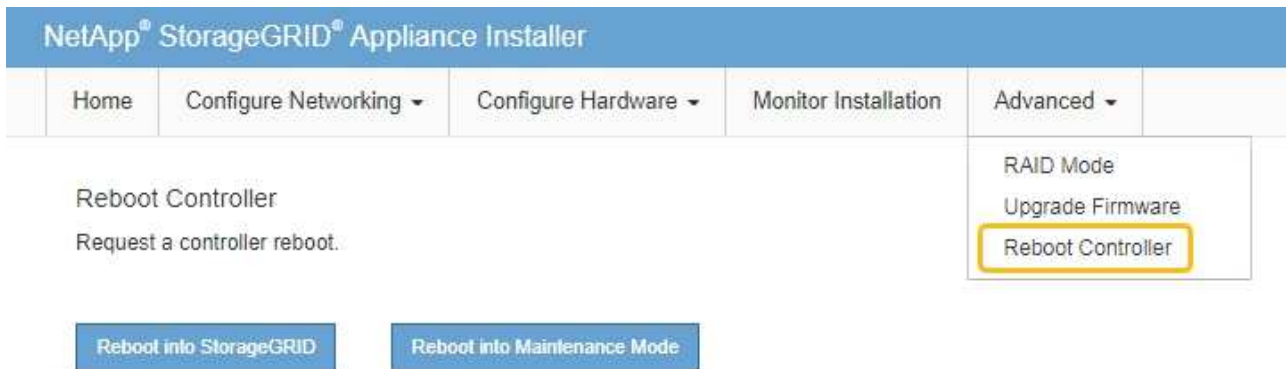 NetApp® StorageGRID® Appliance Installer
Home Configure Networking Configure Hardware Monitor Installation Advanced
RAID Mode
Upgrade Firmware
Reboot Controller
Reboot Controller
Request a controller reboot.
Reboot into StorageGRID Reboot into Maintenance Mode